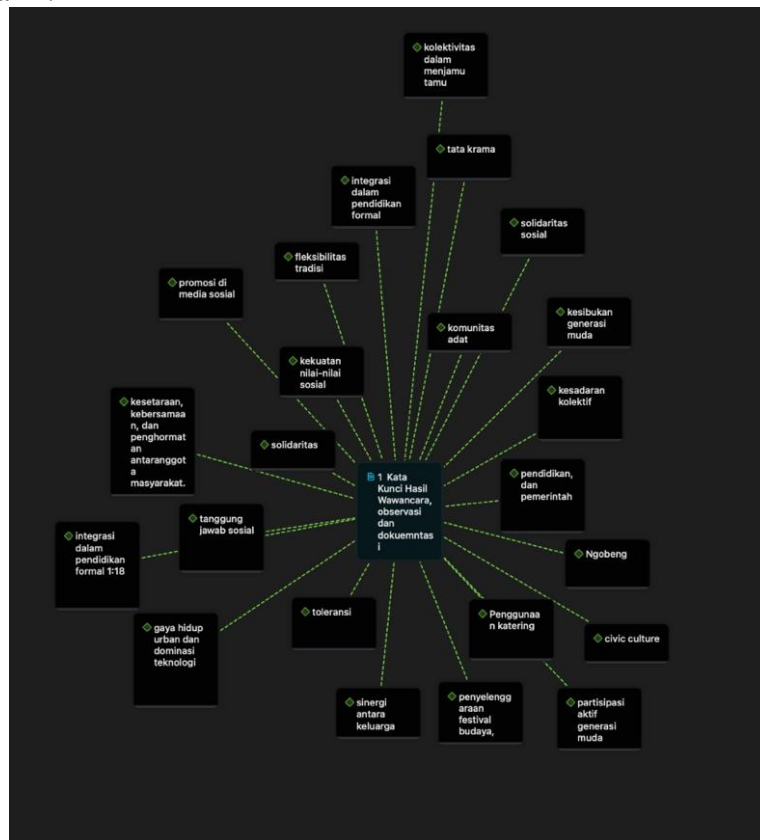 kolektivitas
dalam
menjamu
tamu
tata krama
integrasi
dalam
pendidikan
formal
solidaritas
sosial
fleksibilitas
tradisi
promosi di
media sosial
kesibukan
generasi
muda
komunitas
adat
kekuatan
nilai-nilai
sosial
kesadaran
kolektif
kesetaraan,
kebersamaa
n, dan
penghormat
an
antaranggot
a
masyarakat.
solidaritas
1 Kata
Kunci Hasil
Wawancara,
observasi
dan
dokuemntas
i
pendidikan,
dan
pemerintah
tanggung
jawab sosial
integrasi
dalam
pendidikan
formal 1:18
Ngobeng
toleransi
Penggunaa
n katering
gaya hidup
urban dan
dominasi
teknologi
civic culture
sinergi
antara
keluarga
penyelengg
araan
festival
budaya,
partisipasi
aktif
generasi
muda